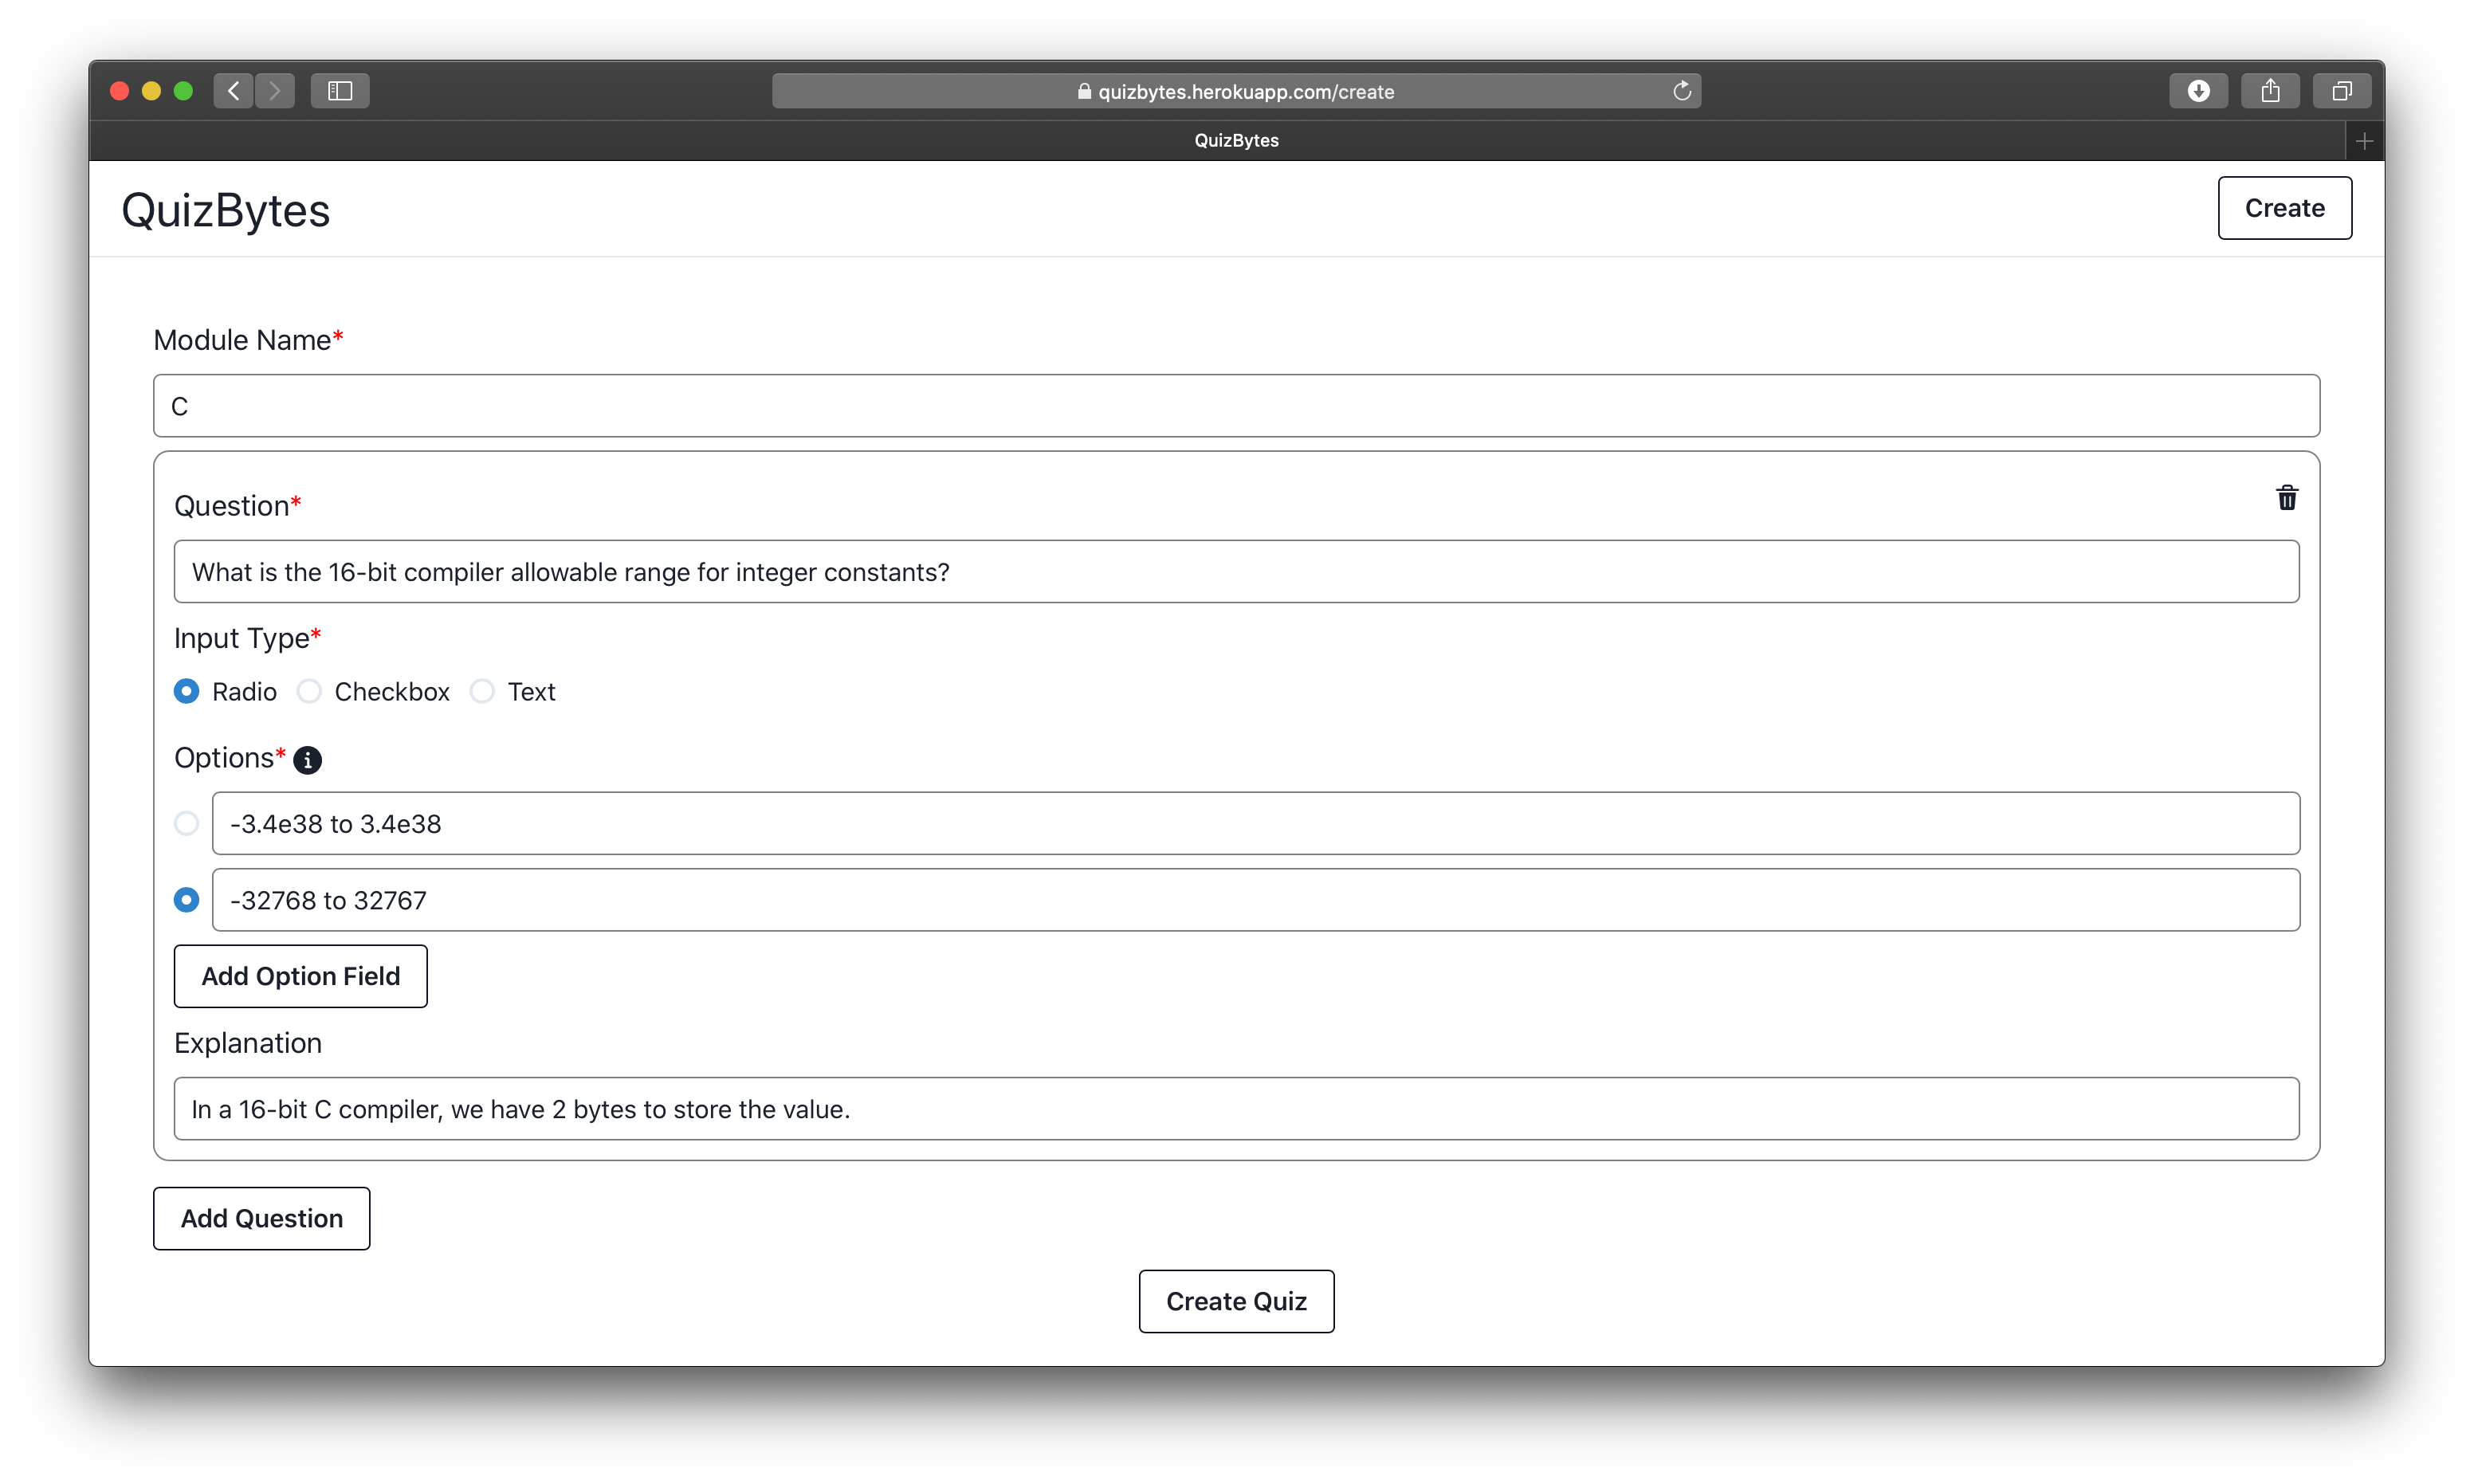 quizbytes.herokuapp.com/create
QuizBytes
QuizBytes
Create
Module Name*
C
Question*
What is the 16-bit compiler allowable range for integer constants?
Input Type*
Radio Checkbox Text
Options*
-3.4e38 to 3.4e38
-32768 to 32767
Add Option Field
Explanation
In a 16-bit C compiler, we have 2 bytes to store the value.
Add Question
Create Quiz